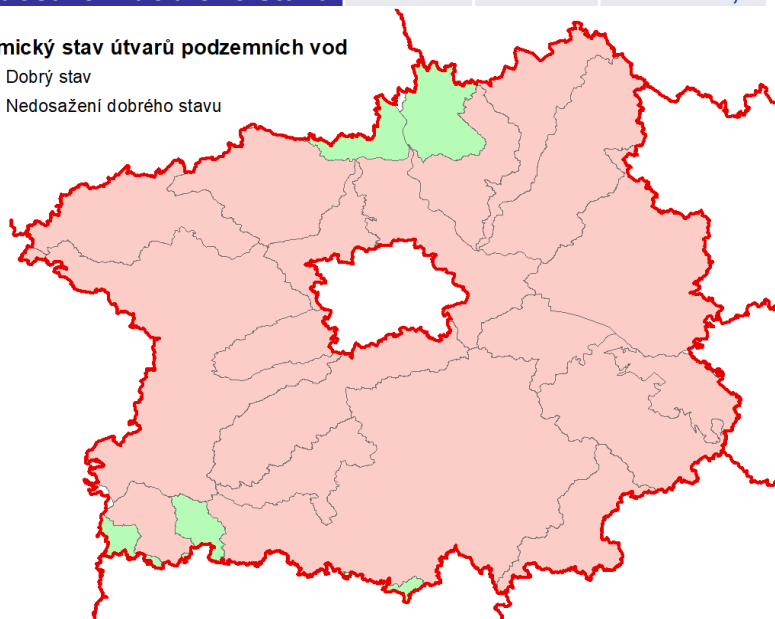 mický stav útvarů podzemních vod
Dobrý stav
Nedosažení dobrého stavu